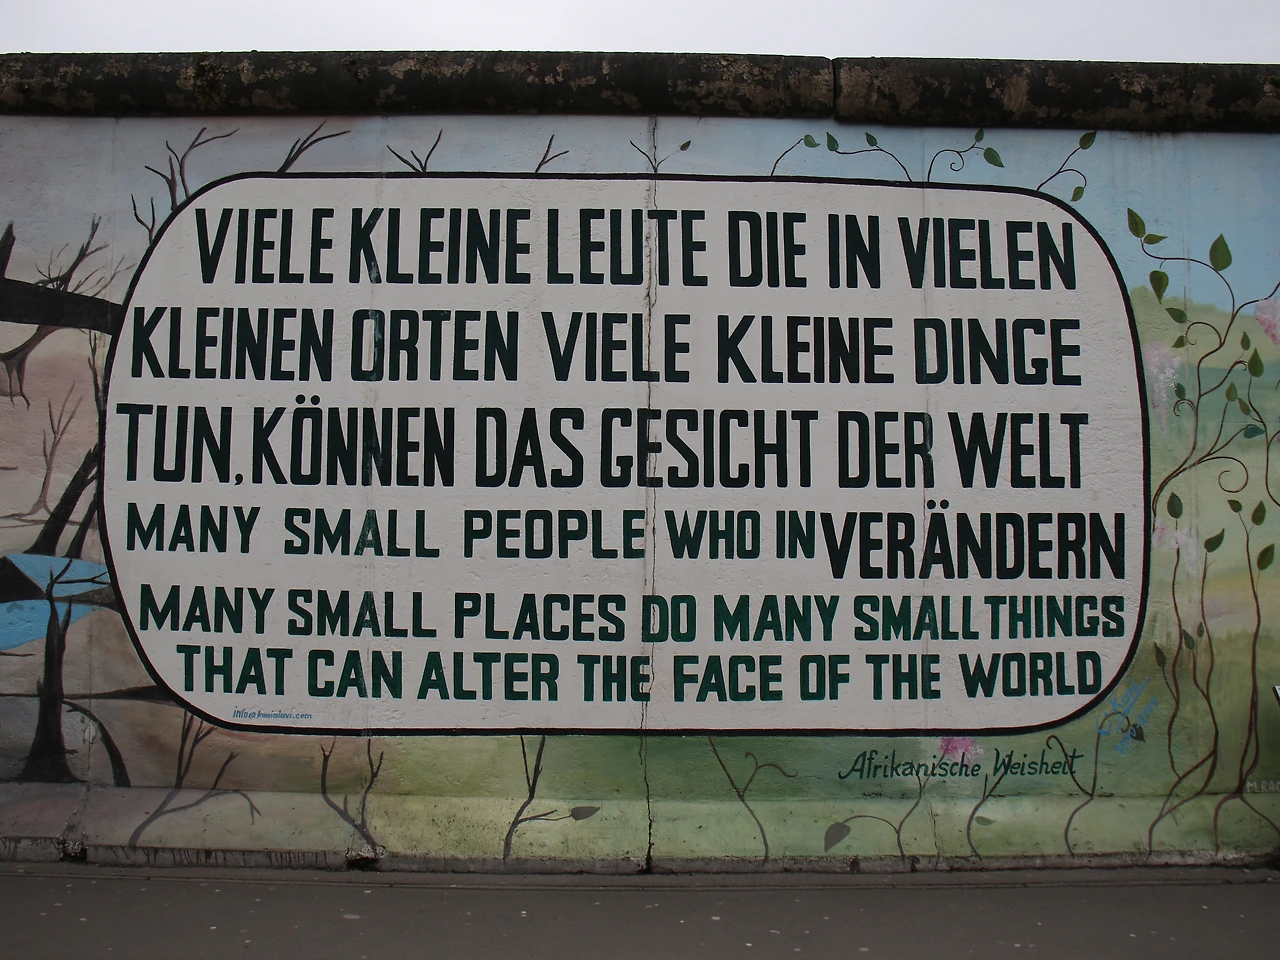 VIELE KLEINE LEUTE DIE IN VIELEN
KLEINEN ORTEN VIELE KLEINE DINGE
TUN, KÖNNEN DAS GESICHT DER WELT
VERÄNDERN
MANY SMALL PEOPLE WHO IN
MANY SMALL PLACES DO MANY SMALL THINGS
THAT CAN ALTER THE FACE OF THE WORLD
Afrikanische Weisheit